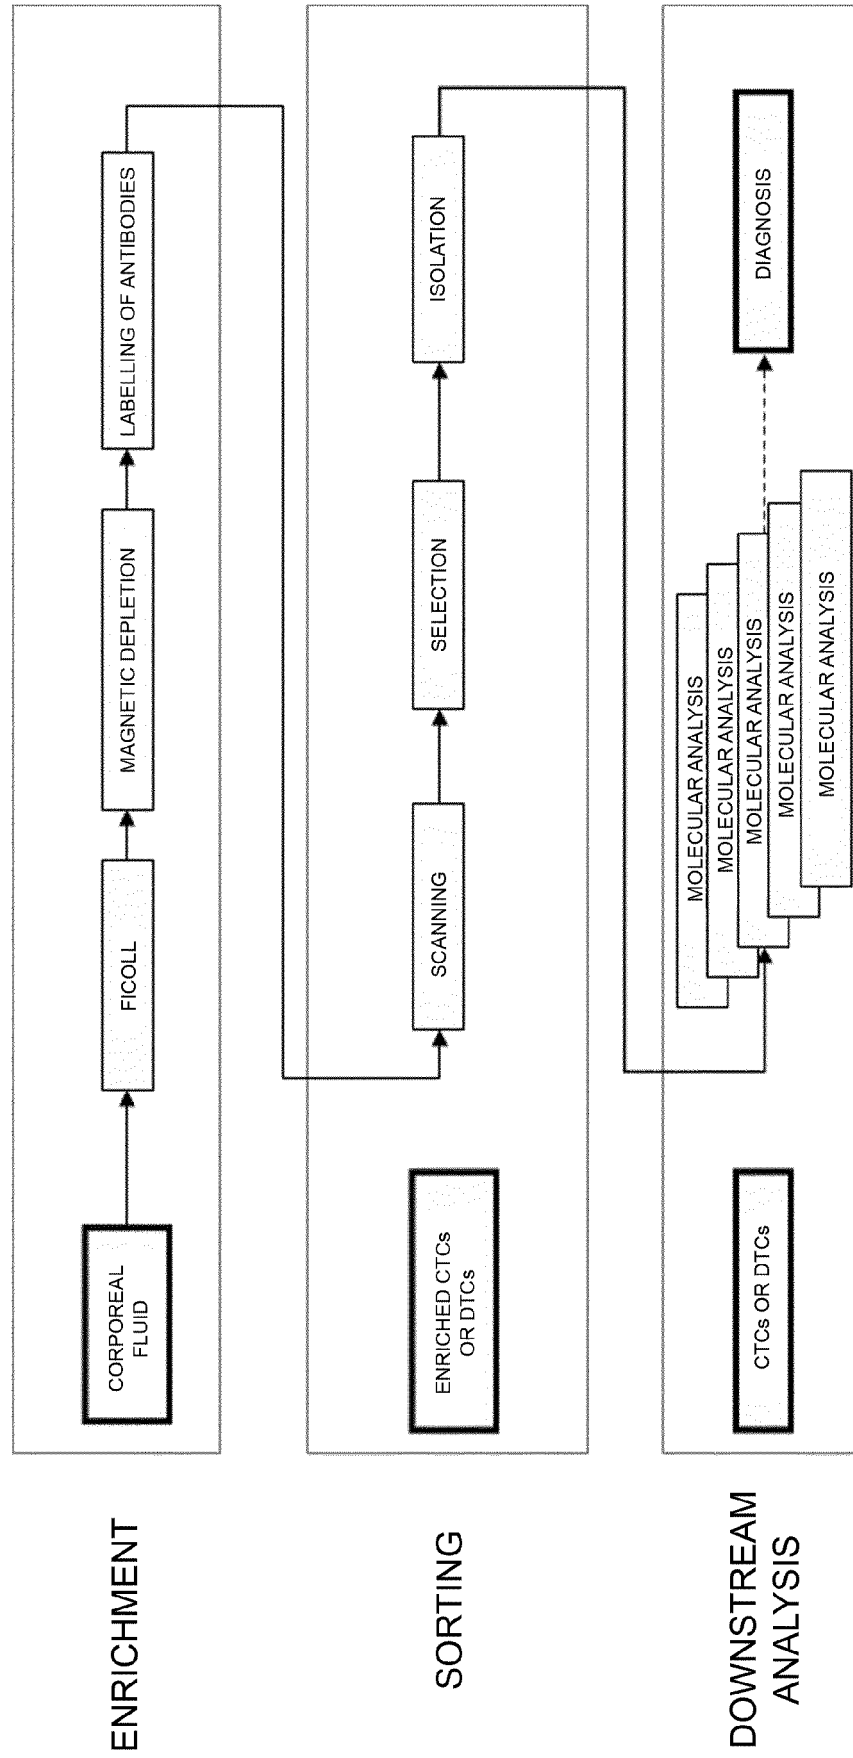 ENRICHMENT
CORPOREAL
FLUID
FICOLL
MAGNETIC DEPLETION
LABELLING OF ANTIBODIES
SORTING
ENRICHED CTCs
OR DTCs
SCANNING
SELECTION
ISOLATION
DOWNSTREAM
ANALYSIS
CTCs OR DTCs
MOLECULAR ANALYSIS
MOLECULAR ANALYSIS
MOLECULAR ANALYSIS
MOLECULAR ANALYSIS
MOLECULAR ANALYSIS
DIAGNOSIS